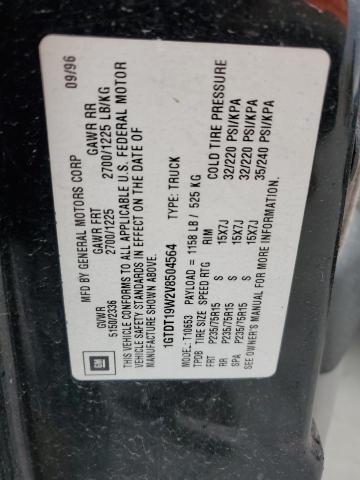 MFD BY GENERAL MOTORS CORP 09/96
GVWR GAWR FRT GAWR RR
5150/2336 2700/1225 2700/1225 LB/KG
THIS VEHICLE CONFORMS TO ALL APPLICABLE U.S. FEDERAL MOTOR
VEHICLE SAFETY STANDARDS IN EFFECT ON THE DATE OF
MANUFACTURE SHOWN ABOVE.
1GTDT19W2V8504564 TYPE: TRUCK
MODEL: T10653 PAYLOAD = 1158 LB / 525 KG
TPDB TIRE SIZE SPEED RTG RIM COLD TIRE PRESSURE
FRT P235/75R15 S 15X7J 32/220 PSI/KPA
RR P235/75R15 S 15X7J 32/220 PSI/KPA
SPA P235/75R15 S 15X7J 35/240 PSI/KPA
SEE OWNER'S MANUAL FOR MORE INFORMATION.
GM